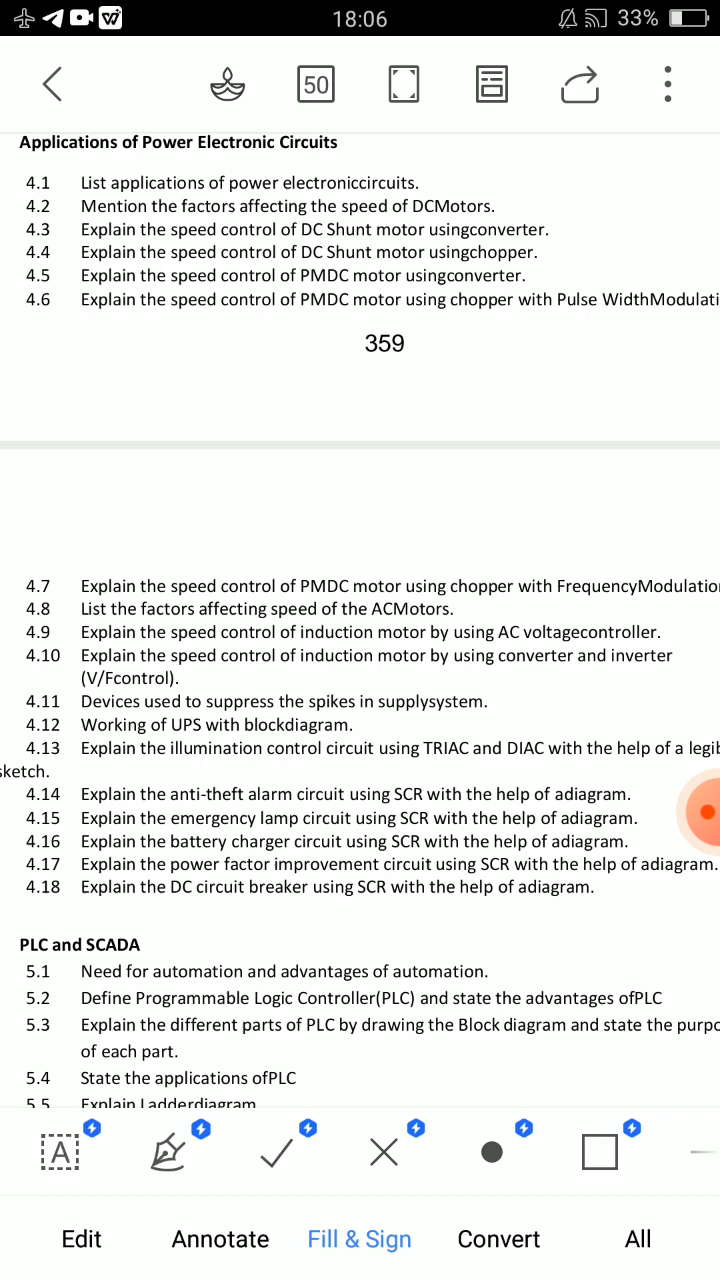 18:06
33%
50
Applications of Power Electronic Circuits
4.1 List applications of power electroniccircuits.
4.2 Mention the factors affecting the speed of DCMotors.
4.3 Explain the speed control of DC Shunt motor usingconverter.
4.4 Explain the speed control of DC Shunt motor usingchopper.
4.5 Explain the speed control of PMDC motor usingconverter.
4.6 Explain the speed control of PMDC motor using chopper with Pulse WidthModulati
359
4.7 Explain the speed control of PMDC motor using chopper with FrequencyModulatio
4.8 List the factors affecting speed of the ACMotors.
4.9 Explain the speed control of induction motor by using AC voltagecontroller.
4.10 Explain the speed control of induction motor by using converter and inverter
(V/Fcontrol).
4.11 Devices used to suppress the spikes in supplysystem.
4.12 Working of UPS with blockdiagram.
4.13 Explain the illumination control circuit using TRIAC and DIAC with the help of a legib
sketch.
4.14 Explain the anti-theft alarm circuit using SCR with the help of adiagram.
4.15 Explain the emergency lamp circuit using SCR with the help of adiagram.
4.16 Explain the battery charger circuit using SCR with the help of adiagram.
4.17 Explain the power factor improvement circuit using SCR with the help of adiagram.
4.18 Explain the DC circuit breaker using SCR with the help of adiagram.
PLC and SCADA
5.1 Need for automation and advantages of automation.
5.2 Define Programmable Logic Controller(PLC) and state the advantages ofPLC
5.3 Explain the different parts of PLC by drawing the Block diagram and state the purpo
of each part.
5.4 State the applications ofPLC
5.5 Explain Ladderdiagram
A
Edit Annotate Fill & Sign Convert All